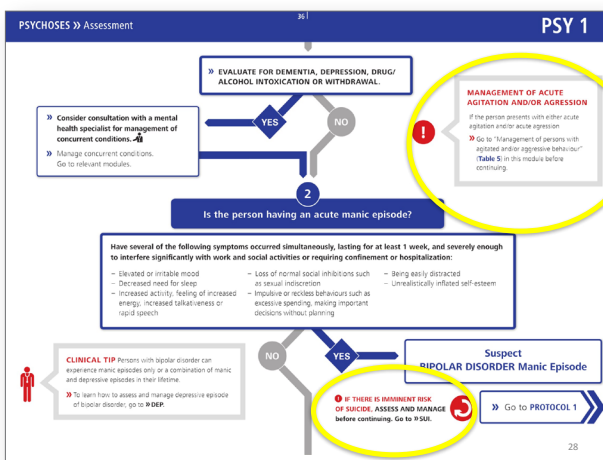 PSYCHOSES » Assessment
36
PSY 1
» EVALUATE FOR DEMENTIA, DEPRESSION, DRUG/
ALCOHOL INTOXICATION OR WITHDRAWAL.
YES
NO
» Consider consultation with a mental
health specialist for management of
concurrent conditions.
» Manage concurrent conditions.
Go to relevant modules.
MANAGEMENT OF ACUTE
AGITATION AND/OR AGRESSION
If the person presents with either acute
agitation and/or acute agression
» Go to "Management of persons with
agitated and/or aggressive behaviour"
(Table 5) in this module before
continuing.
2
Is the person having an acute manic episode?
Have several of the following symptoms occurred simultaneously, lasting for at least 1 week, and severely enough
to interfere significantly with work and social activities or requiring confinement or hospitalization:
– Elevated or irritable mood
– Decreased need for sleep
– Increased activity, feeling of increased
energy, increased talkativeness or
rapid speech
– Loss of normal social inhibitions such
as sexual indiscretion
– Impulsive or reckless behaviours such as
excessive spending, making important
decisions without planning
– Being easily distracted
– Unrealistically inflated self-esteem
CLINICAL TIP Persons with bipolar disorder can
experience manic episodes only or a combination of manic
and depressive episodes in their lifetime.
» To learn how to assess and manage depressive episode
of bipolar disorder, go to » DEP.
NO
YES
Suspect
BIPOLAR DISORDER Manic Episode
! IF THERE IS IMMINENT RISK
OF SUICIDE, ASSESS AND MANAGE
before continuing. Go to » SUI.
» Go to PROTOCOL 1
28